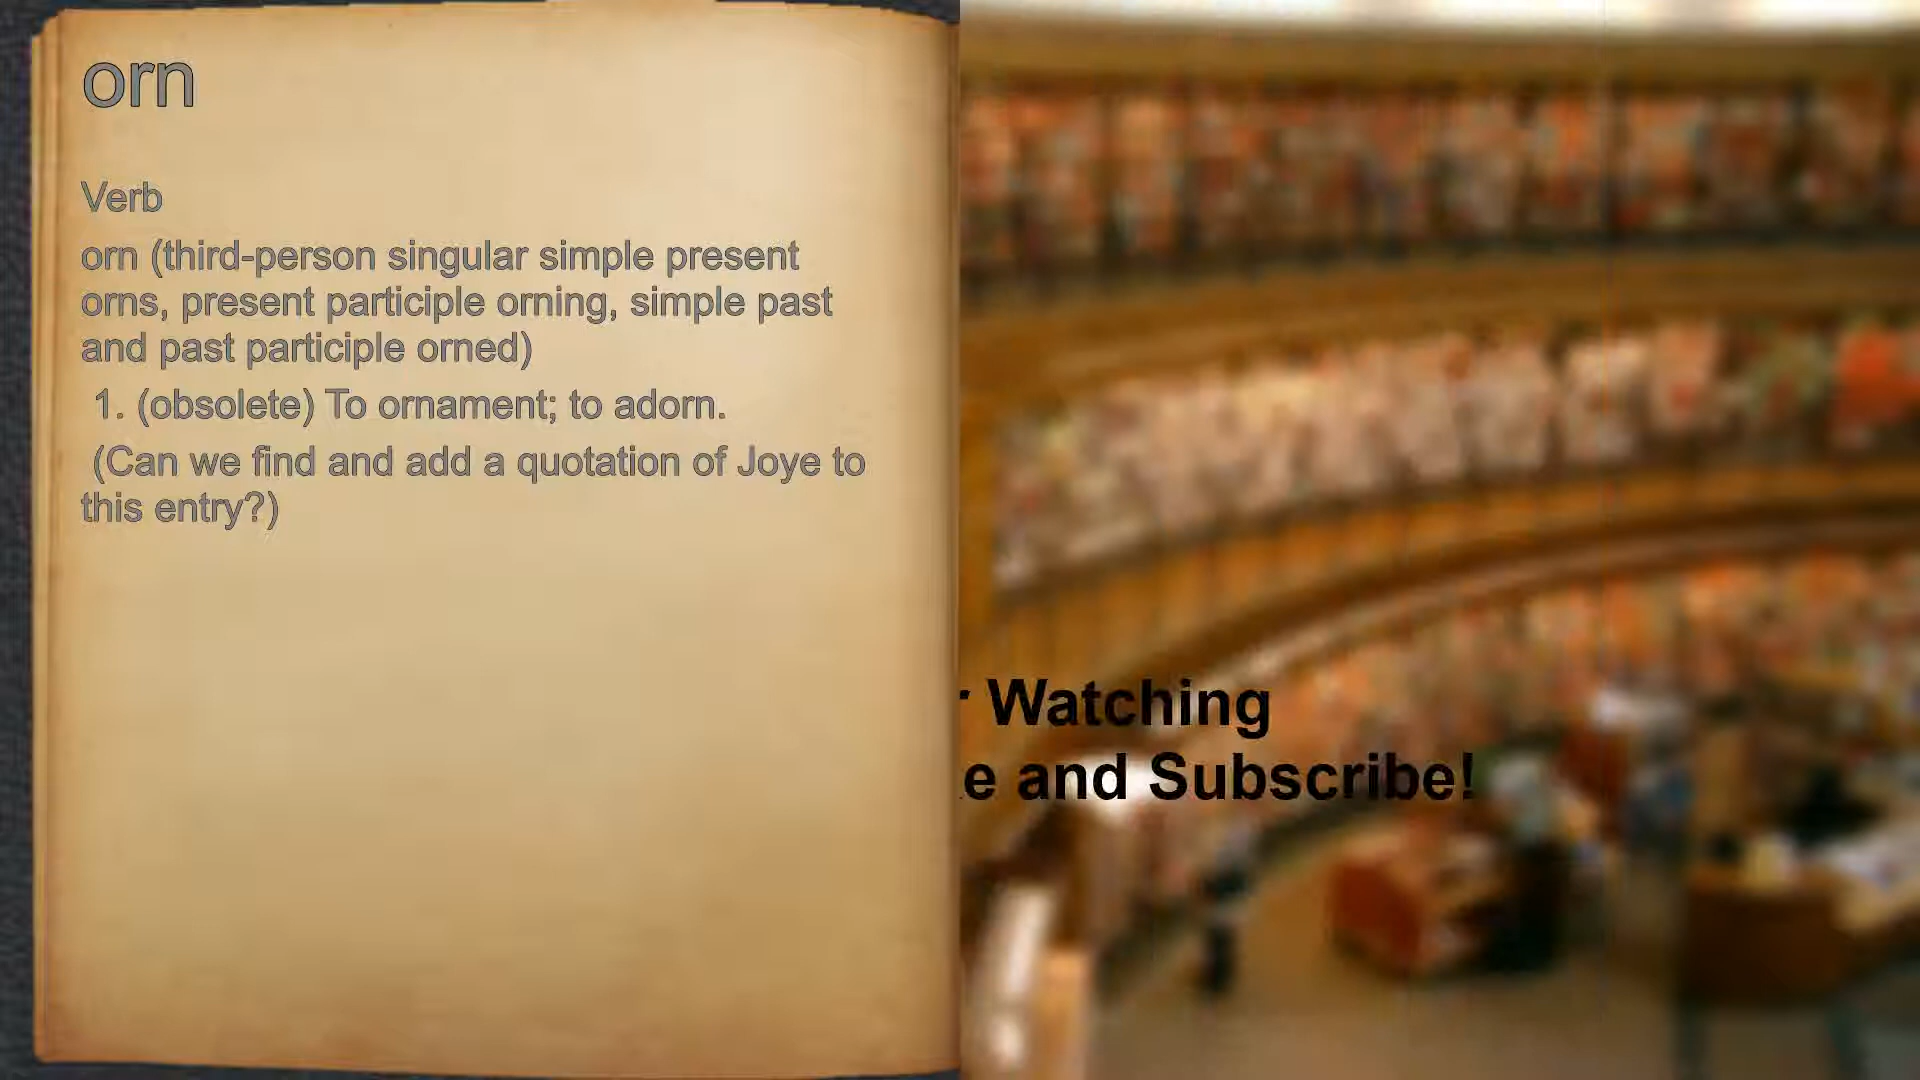 orn
Verb
orn (third-person singular simple present
orns, present participle orning, simple past
and past participle orned)
1. (obsolete) To ornament; to adorn.
(Can we find and add a quotation of Joye to
this entry?)
Watching
and Subscribe!